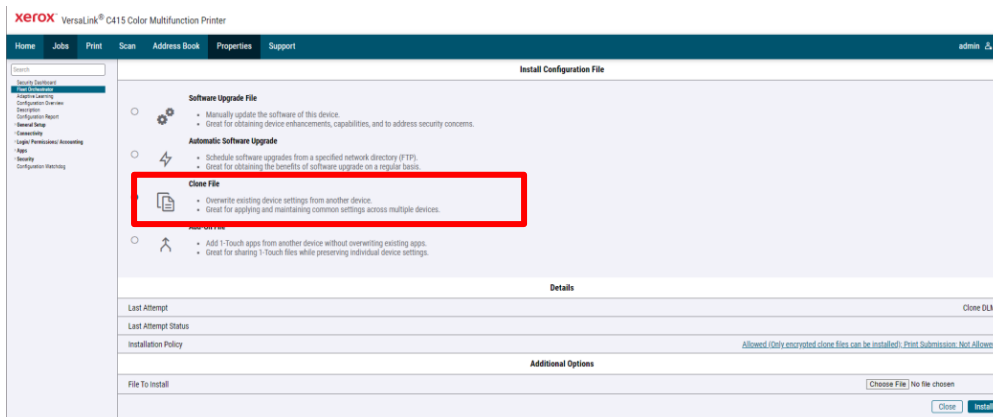 xerox™ VersaLink® C415 Color Multifunction Printer
Home Jobs Print Scan Address Book Properties Support admin
Search
Security Dashboard
Fleet Orchestrator
Adaptive Learning
Configuration Overview
Description
Configuration Report
General Setup
Connectivity
Login/ Permissions/ Accounting
Apps
Security
Configuration Watchdog
Install Configuration File
Software Upgrade File
• Manually update the software of this device.
• Great for obtaining device enhancements, capabilities, and to address security concerns.
Automatic Software Upgrade
• Schedule software upgrades from a specified network directory (FTP).
• Great for obtaining the benefits of software upgrade on a regular basis.
Clone File
• Overwrite existing device settings from another device.
• Great for applying and maintaining common settings across multiple devices.
Add-On File
• Add 1-Touch apps from another device without overwriting existing apps.
• Great for sharing 1-Touch files while preserving individual device settings.
Details
Last Attempt Clone DLM
Last Attempt Status
Installation Policy Allowed (Only encrypted clone files can be installed); Print Submission: Not Allowe
Additional Options
File To Install Choose File No file chosen
Close Install